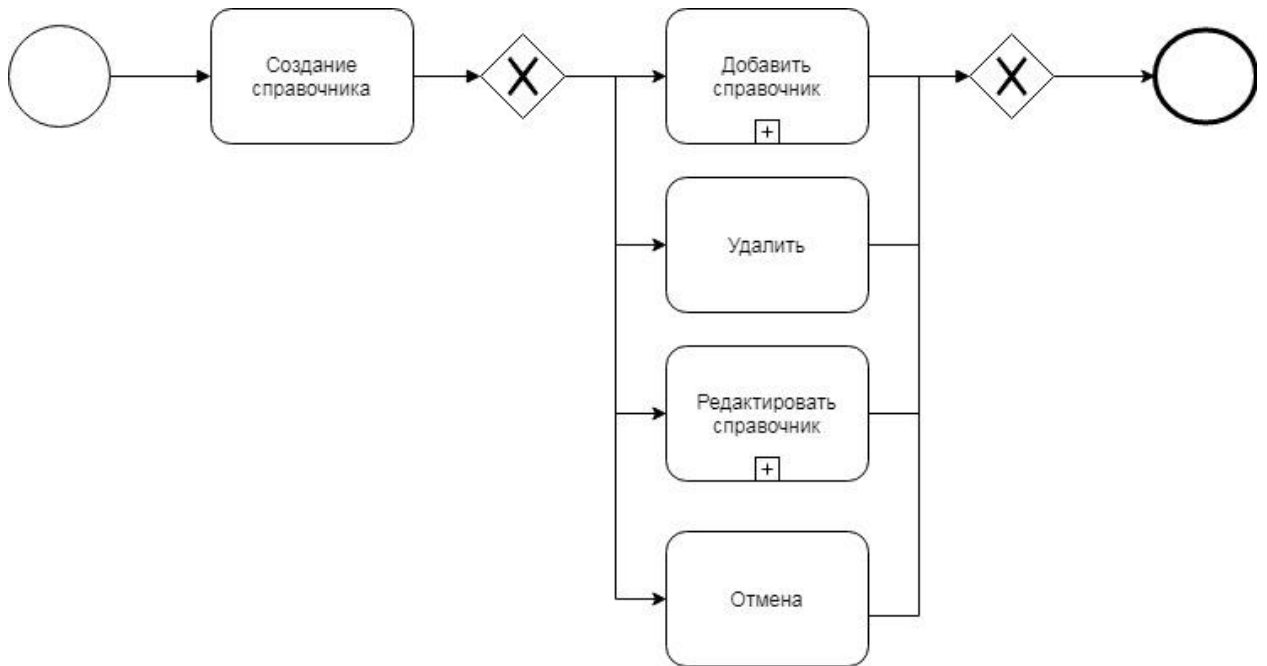 Создание
справочника
Добавить
справочник
Удалить
Редактировать
справочник
Отмена